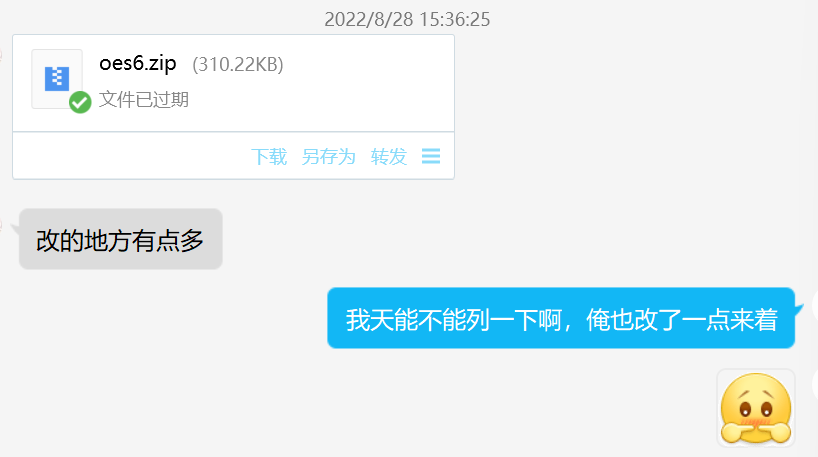 2022/8/28 15:36:25
oes6.zip (310.22KB)
文件已过期
下载 另存为 转发
改的地方有点多
我天能不能列一下啊，俺也改了一点来着